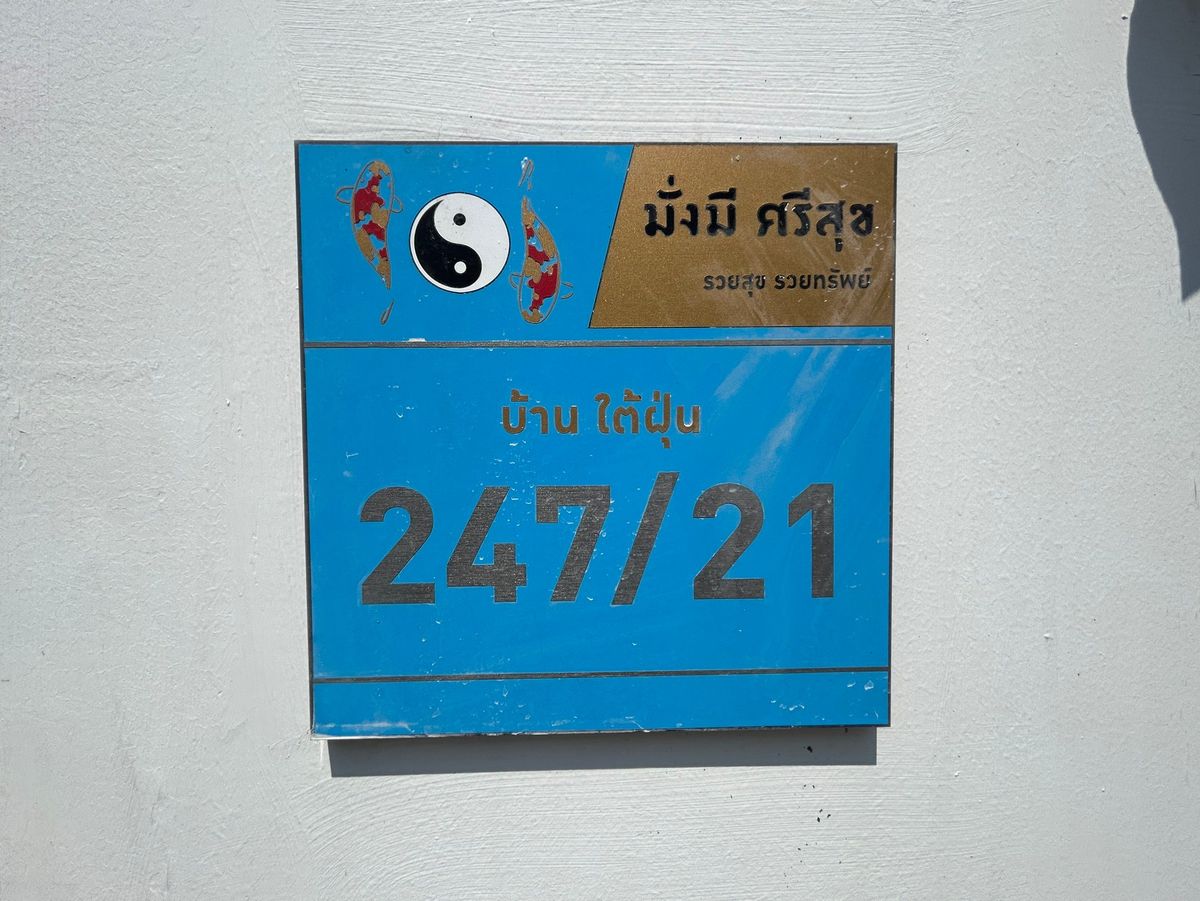 มั่งมี ศรีสุข
รวยสุข รวยทรัพย์
บ้าน ใต้ฝุ่น
247/21